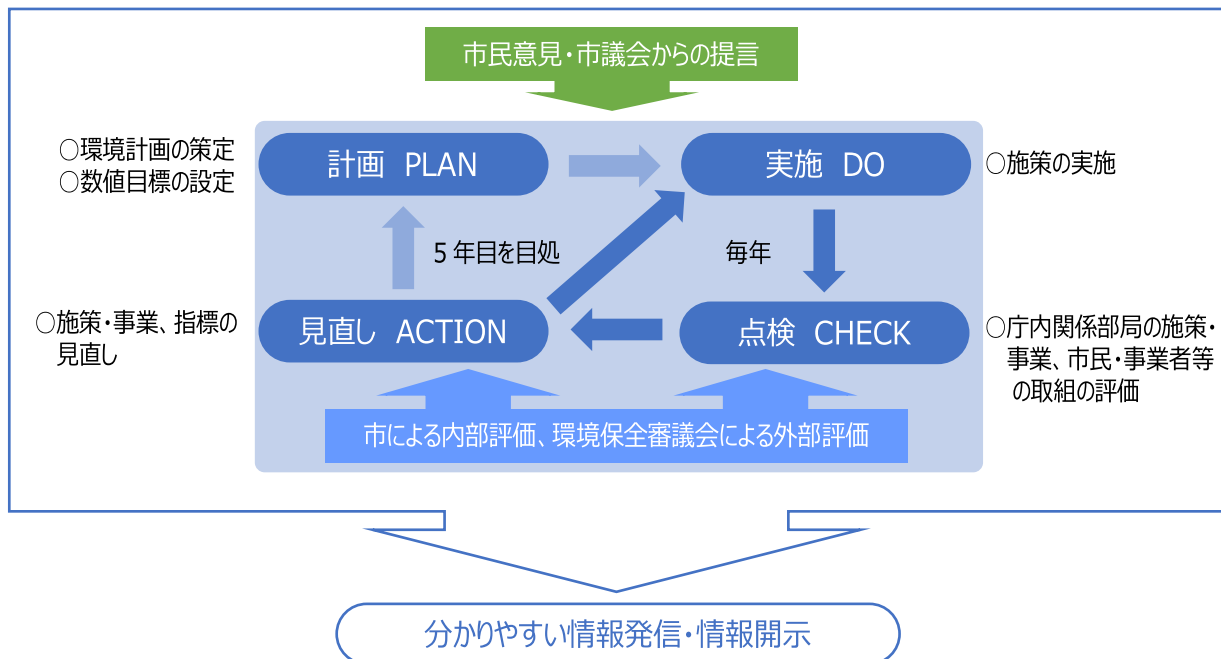 市民意見・市議会からの提言
○環境計画の策定
○数値目標の設定
計画 PLAN
実施 DO
○施策の実施
5 年目を目処
毎年
○施策・事業、指標の
見直し
見直し ACTION
点検 CHECK
○庁内関係部局の施策・
事業、市民・事業者等
の取組の評価
市による内部評価、環境保全審議会による外部評価
分かりやすい情報発信・情報開示